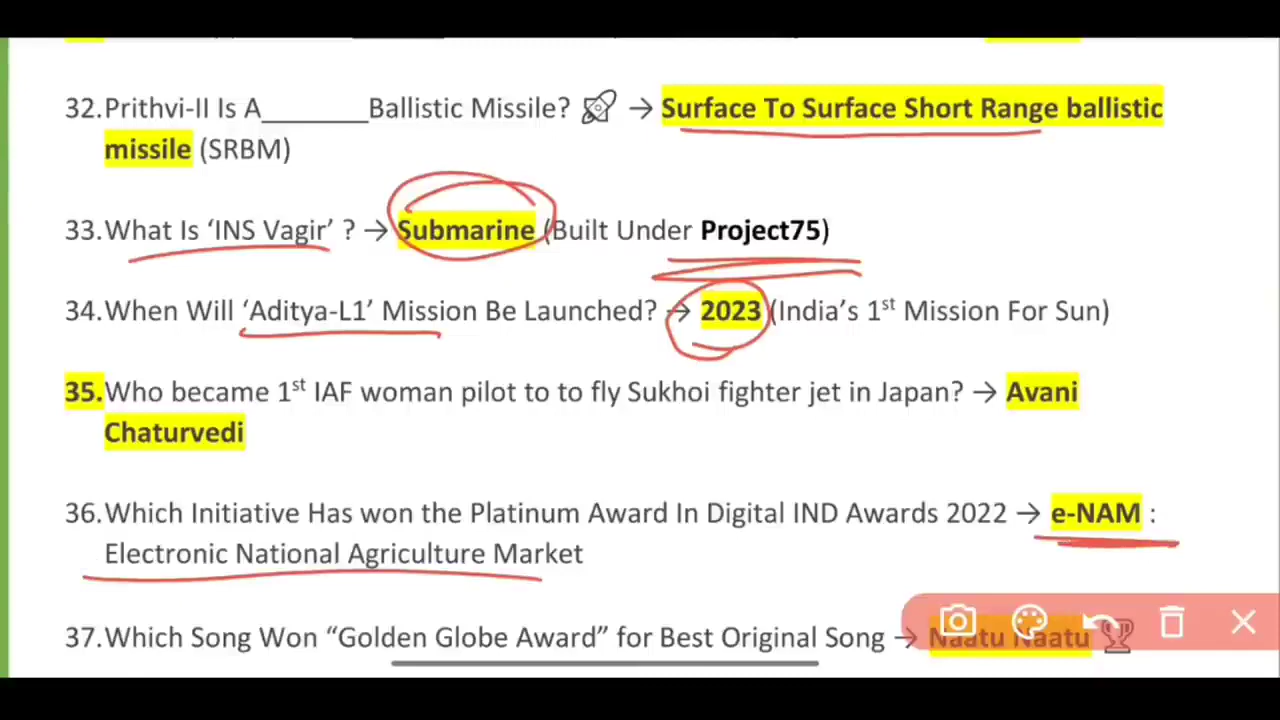 32.Prithvi-II Is A________Ballistic Missile? 🚀 → Surface To Surface Short Range ballistic
missile (SRBM)
33.What Is ‘INS Vagir’ ? → Submarine (Built Under Project75)
34.When Will ‘Aditya-L1’ Mission Be Launched? → 2023 (India’s 1st Mission For Sun)
35.Who became 1st IAF woman pilot to to fly Sukhoi fighter jet in Japan? → Avani
Chaturvedi
36.Which Initiative Has won the Platinum Award In Digital IND Awards 2022 → e-NAM :
Electronic National Agriculture Market
37.Which Song Won “Golden Globe Award” for Best Original Song → Naatu Naatu 🏆